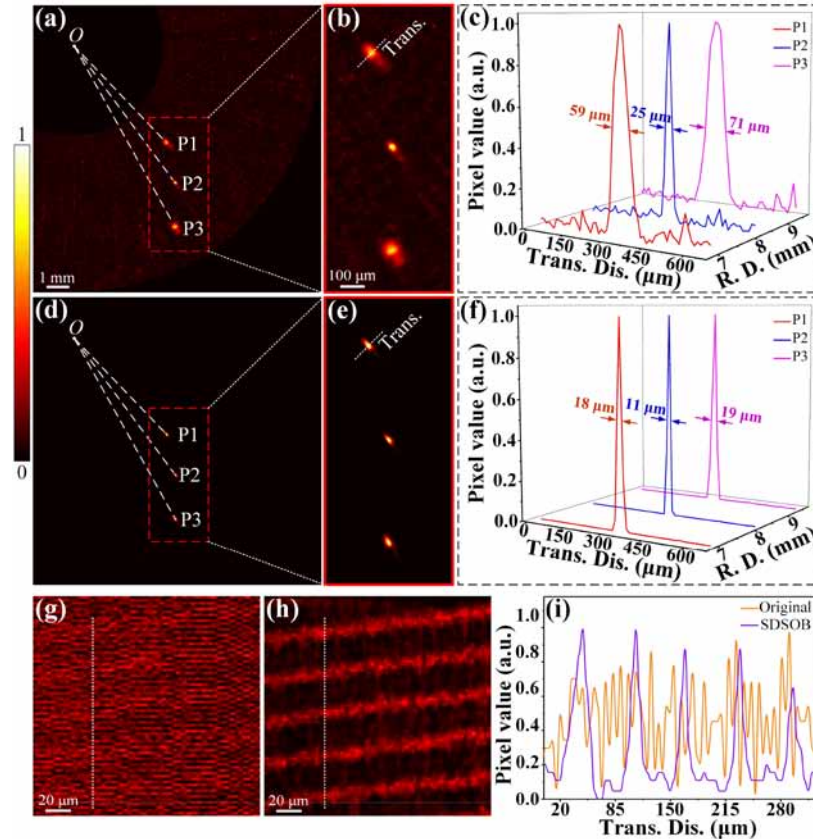 (a)
O
P1
P2
P3
1 mm
(b)
Trans.
100 µm
(c)
P1
P2
P3
59 µm
25 µm
71 µm
Pixel value (a.u.)
1.0
0.8
0.6
0.4
0.2
0.0
0 150 300 450 600
Trans. Dis. (µm)
7 8 9
R. D. (mm)
1
0
(d)
O
P1
P2
P3
(e)
Trans.
(f)
P1
P2
P3
18 µm
11 µm
19 µm
Pixel value (a.u.)
1.0
0.8
0.6
0.4
0.2
0.0
0 150 300 450 600
Trans. Dis. (µm)
7 8 9
R. D. (mm)
(g)
20 µm
(h)
20 µm
(i)
Original
SDSOB
Pixel value (a.u.)
1.0
0.8
0.6
0.4
0.2
0.0
20 85 150 215 280
Trans. Dis. (µm)